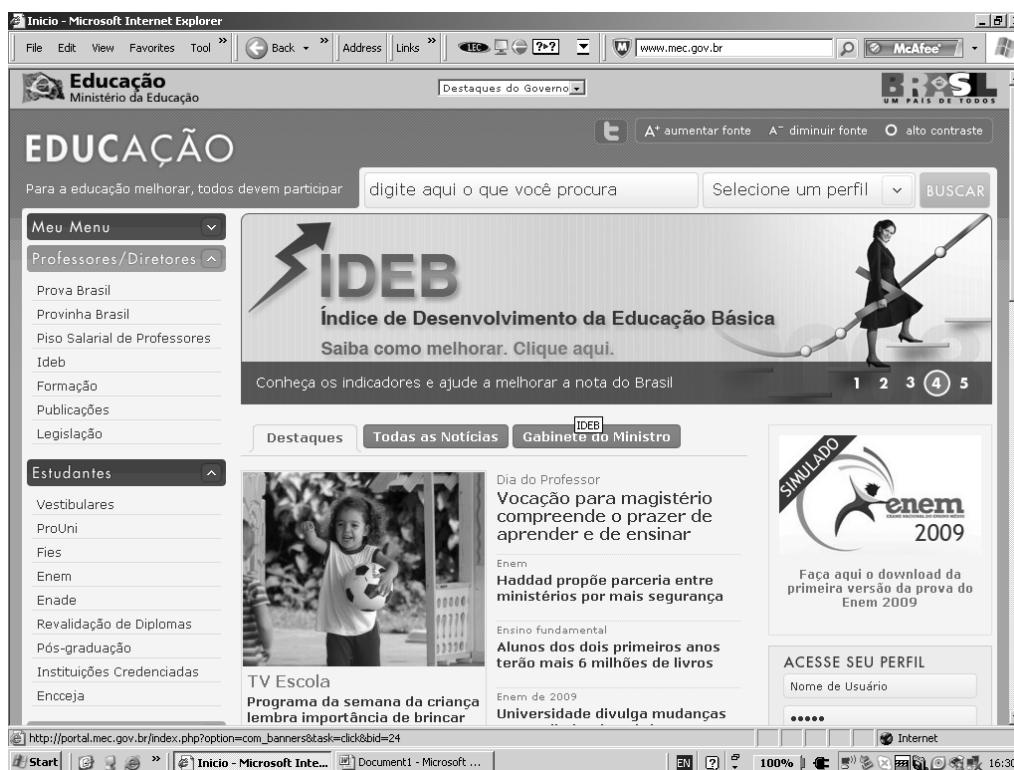 Inicio - Microsoft Internet Explorer
File Edit View Favorites Tool » Back » Address Links » www.mec.gov.br McAfee
Educação
Ministério da Educação
Destaques do Governo
BRASIL
UM PAÍS DE TODOS
A+ aumentar fonte A- diminuir fonte alto contraste
EDUCAÇÃO
Para a educação melhorar, todos devem participar
digite aqui o que você procura
Selecione um perfil
BUSCAR
Meu Menu
Professores/Diretores
Prova Brasil
Provinha Brasil
Piso Salarial de Professores
Ideb
Formação
Publicações
Legislação
Estudantes
Vestibulares
ProUni
Fies
Enem
Enade
Revalidação de Diplomas
Pós-graduação
Instituições Credenciadas
Encceja
IDEB
Índice de Desenvolvimento da Educação Básica
Saiba como melhorar. Clique aqui.
Conheça os indicadores e ajude a melhorar a nota do Brasil
1 2 3 4 5
IDEB
Destaques Todas as Notícias Gabinete do Ministro
TV Escola
Programa da semana da criança
lembra importância de brincar
Dia do Professor
Vocação para magistério
compreende o prazer de
aprender e de ensinar
Enem
Haddad propõe parceria entre
ministérios por mais segurança
Ensino fundamental
Alunos dos dois primeiros anos
terão mais 6 milhões de livros
Enem de 2009
Universidade divulga mudanças
SIMULADO
enem
EXAME NACIONAL DO ENSINO MÉDIO
2009
Faça aqui o download da
primeira versão da prova do
Enem 2009
ACESSE SEU PERFIL
Nome de Usuário
•••••
http://portal.mec.gov.br/index.php?option=com_banners&task=click&bid=24
Internet
Start » Inicio - Microsoft Inte... Document1 - Microsoft ... EN 100% 16:30